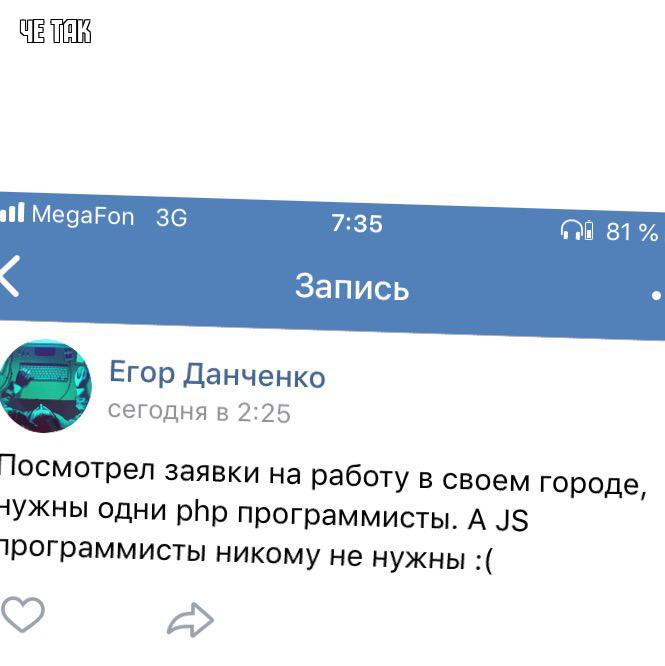 ЧЕ ТАК
MegaFon 3G 7:35 81 %
Запись
Егор Данченко
сегодня в 2:25
Посмотрел заявки на работу в своем городе,
нужны одни php программисты. А JS
программисты никому не нужны :(